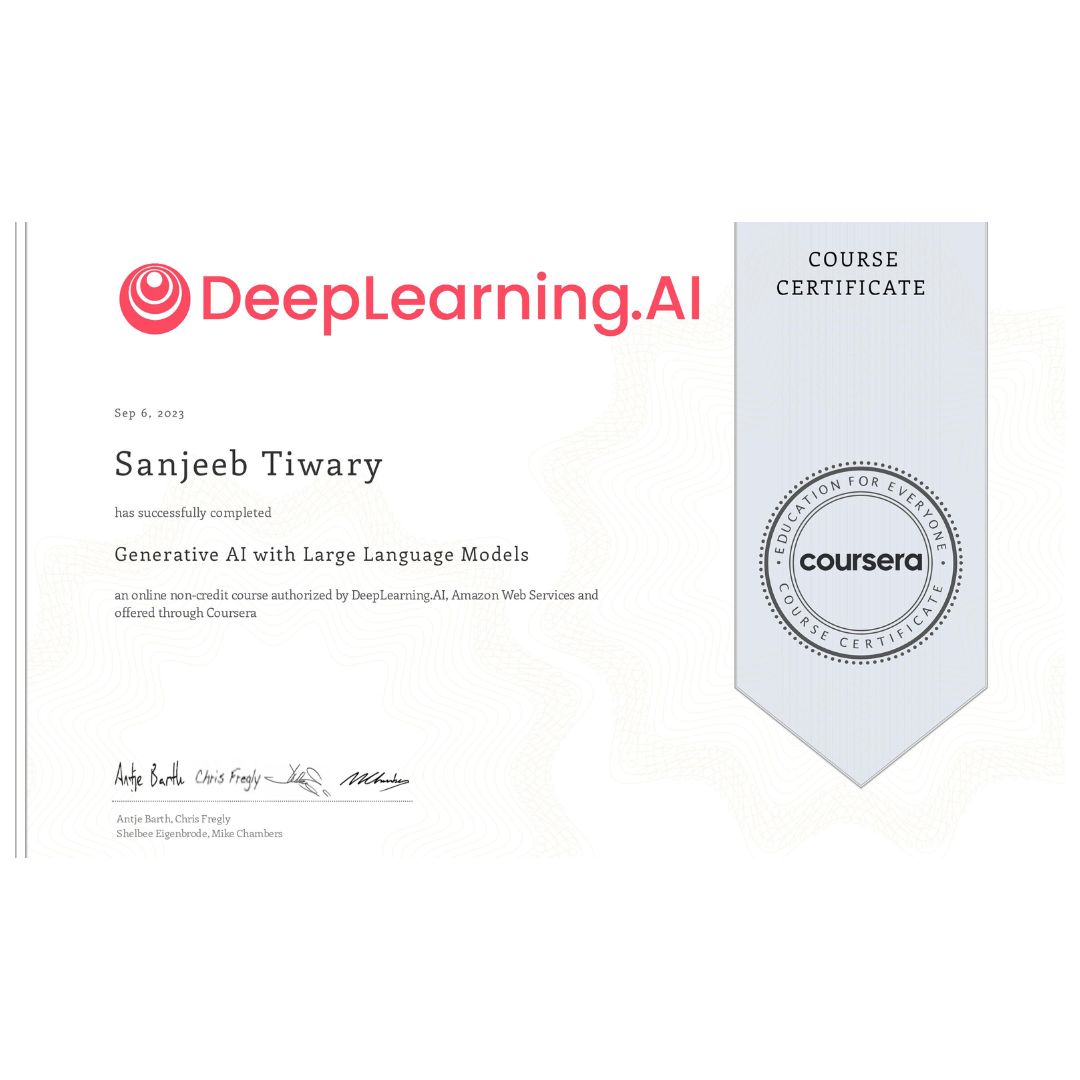 DeepLearning.AI
COURSE
CERTIFICATE
Sep 6, 2023
Sanjeeb Tiwary
has successfully completed
Generative AI with Large Language Models
an online non-credit course authorized by DeepLearning.AI, Amazon Web Services and
offered through Coursera
EDUCATION FOR EVERYONE
coursera
COURSE CERTIFICATE
Antje Barth Chris Fregly
Antje Barth, Chris Fregly
Shelbee Eigenbrode, Mike Chambers